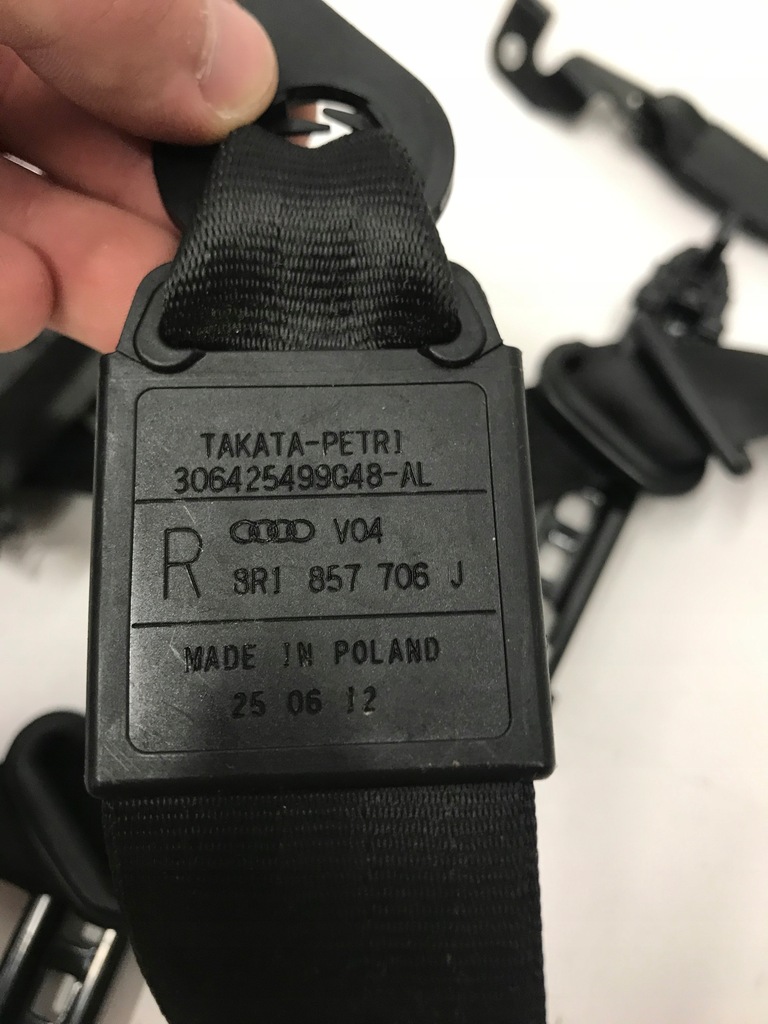 TAKATA-PETRI
306425499G48-AL
R V04
8R1 857 706 J
MADE IN POLAND
25 06 12